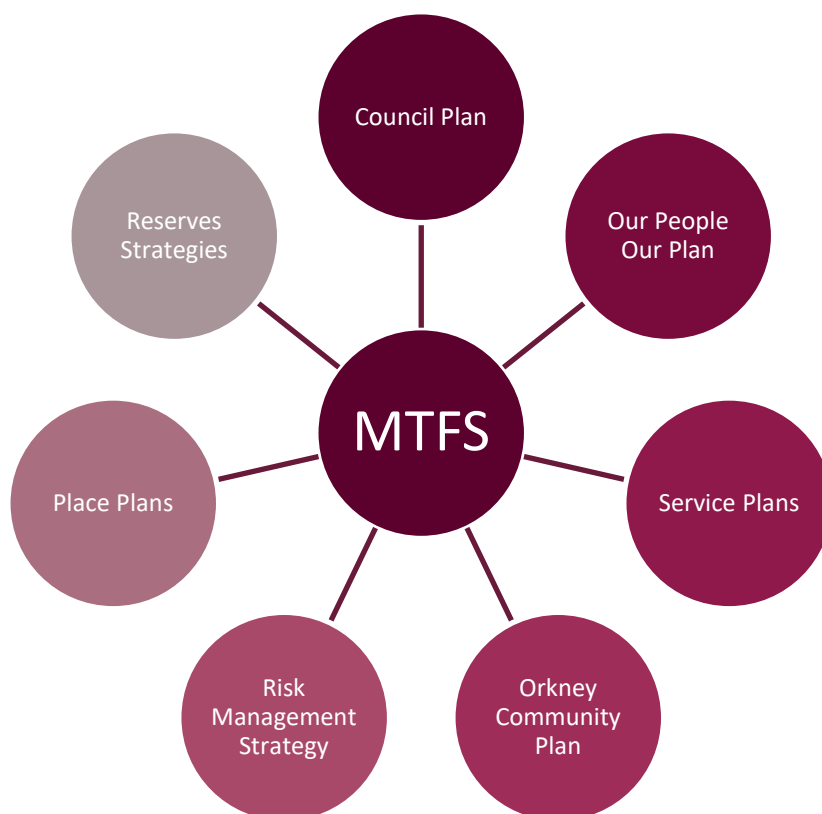 Council Plan
Our People
Our Plan
Service Plans
Orkney
Community
Plan
Risk
Management
Strategy
Place Plans
Reserves
Strategies
MTFS